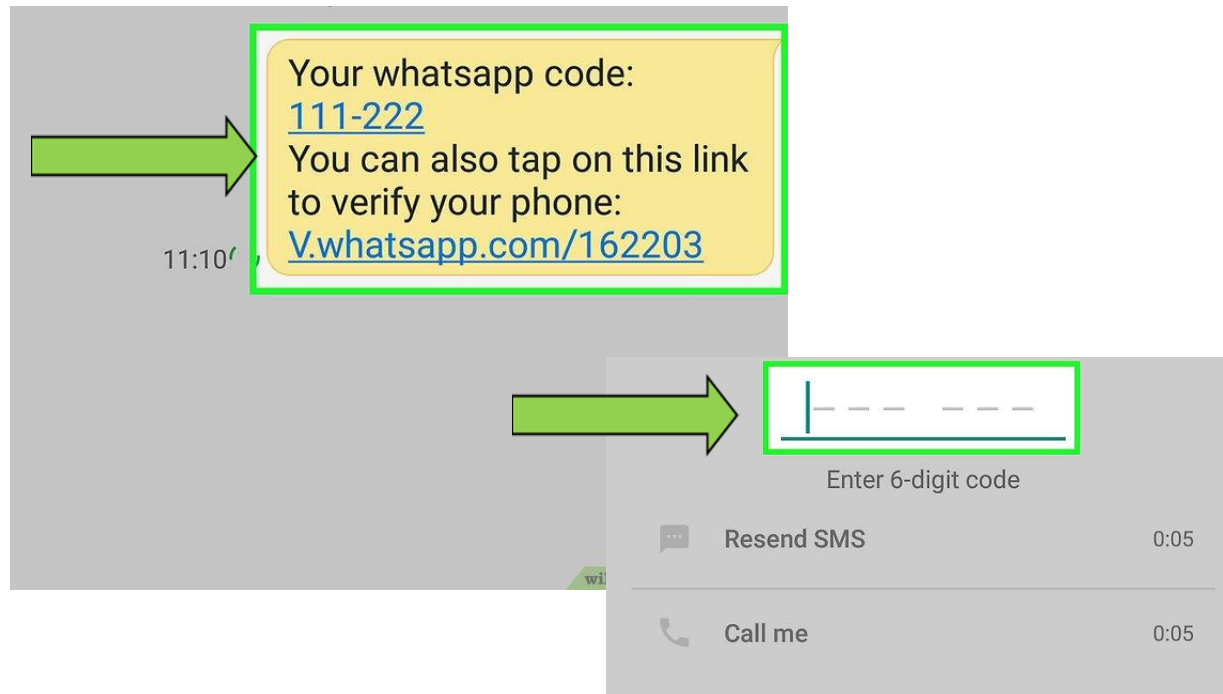 Your whatsapp code:
111-222
You can also tap on this link
to verify your phone:
V.whatsapp.com/162203
11:10
Enter 6-digit code
Resend SMS 0:05
Call me 0:05